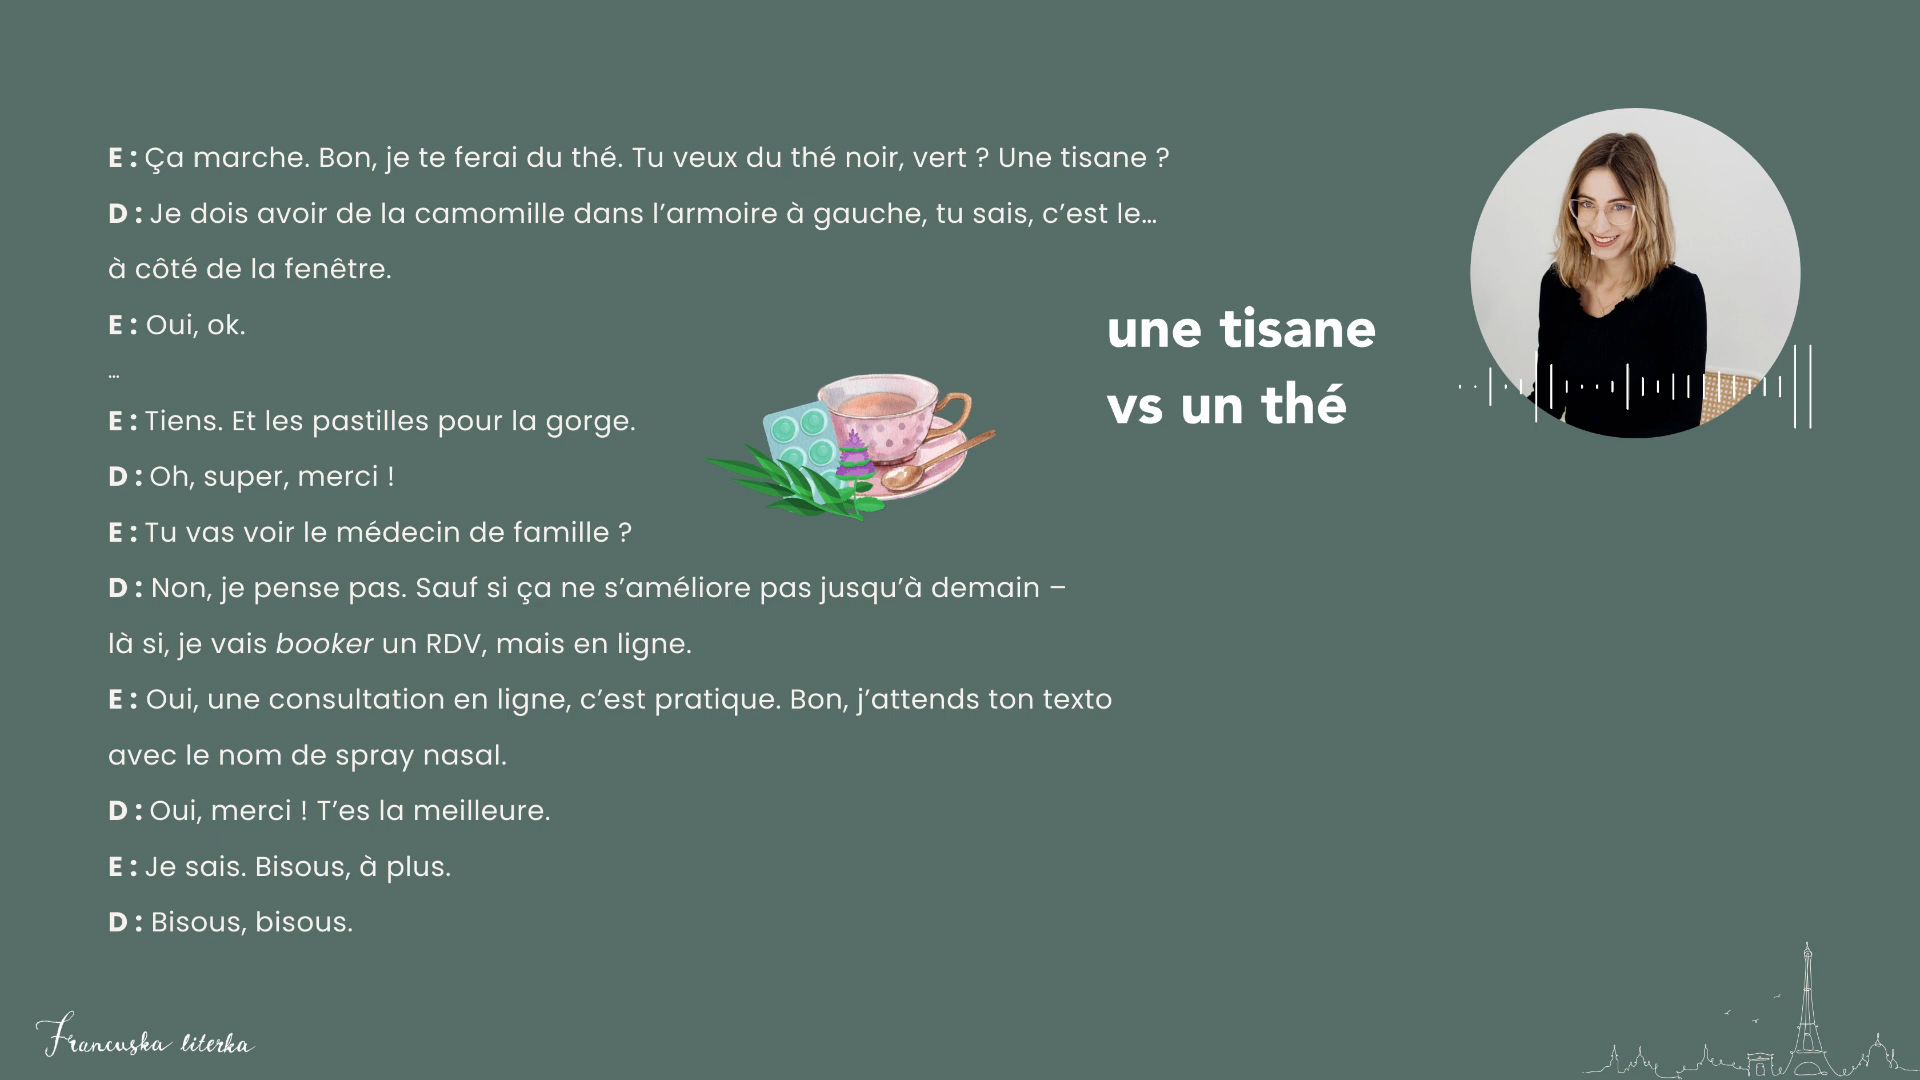 E : Ça marche. Bon, je te ferai du thé. Tu veux du thé noir, vert ? Une tisane ?
D : Je dois avoir de la camomille dans l’armoire à gauche, tu sais, c’est le…
à côté de la fenêtre.
E : Oui, ok.
…
E : Tiens. Et les pastilles pour la gorge.
D : Oh, super, merci !
E : Tu vas voir le médecin de famille ?
D : Non, je pense pas. Sauf si ça ne s’améliore pas jusqu’à demain –
là si, je vais booker un RDV, mais en ligne.
E : Oui, une consultation en ligne, c’est pratique. Bon, j’attends ton texto
avec le nom de spray nasal.
D : Oui, merci ! T’es la meilleure.
E : Je sais. Bisous, à plus.
D : Bisous, bisous.
une tisane
vs un thé
Francuska literka